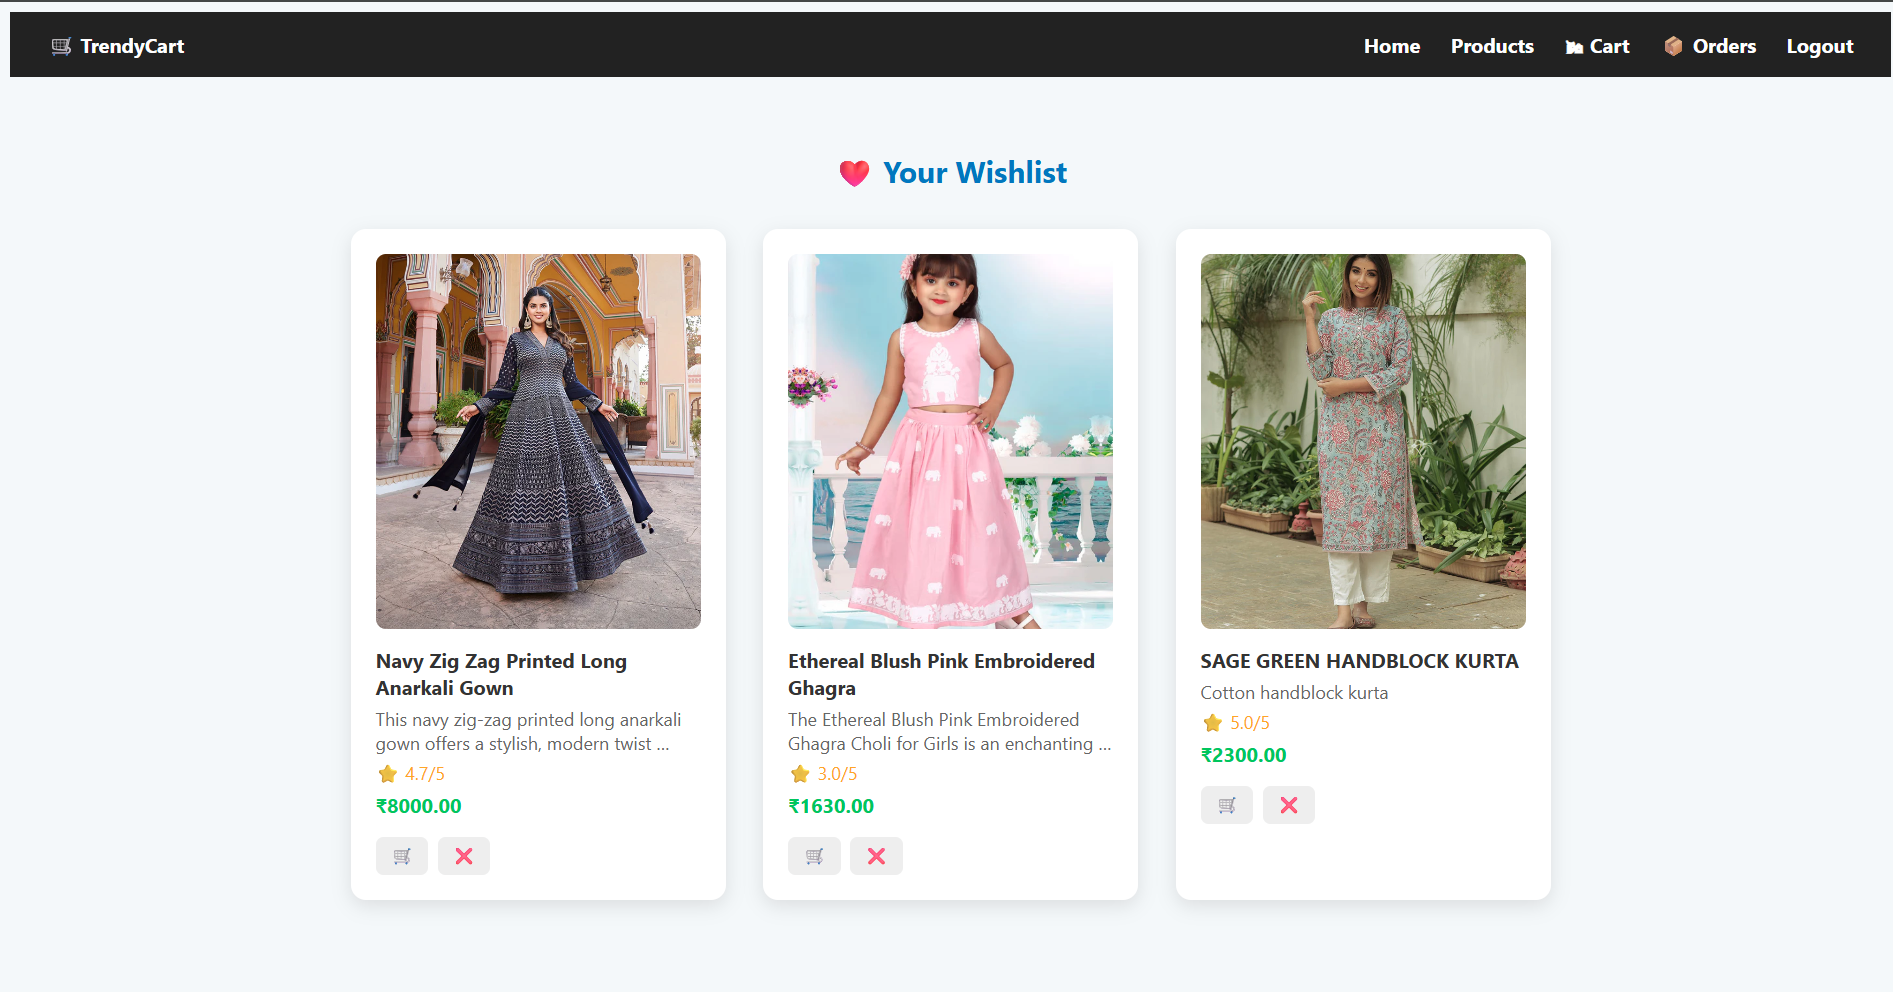 🛒 TrendyCart Home Products 🛍 Cart 📦 Orders Logout
❤️ Your Wishlist
Navy Zig Zag Printed Long
Anarkali Gown
This navy zig-zag printed long anarkali
gown offers a stylish, modern twist ...
⭐ 4.7/5
₹8000.00
🛒 ❌
Ethereal Blush Pink Embroidered
Ghagra
The Ethereal Blush Pink Embroidered
Ghagra Choli for Girls is an enchanting ...
⭐ 3.0/5
₹1630.00
🛒 ❌
SAGE GREEN HANDBLOCK KURTA
Cotton handblock kurta
⭐ 5.0/5
₹2300.00
🛒 ❌